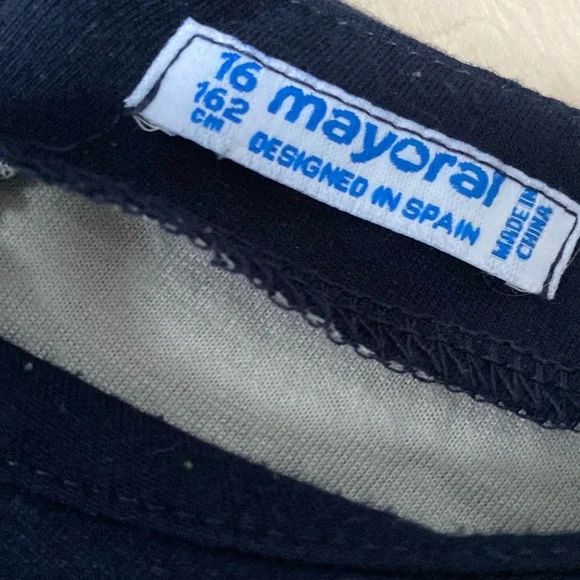 16
162
CM
mayoral
DESIGNED IN SPAIN
MADE IN
CHINA